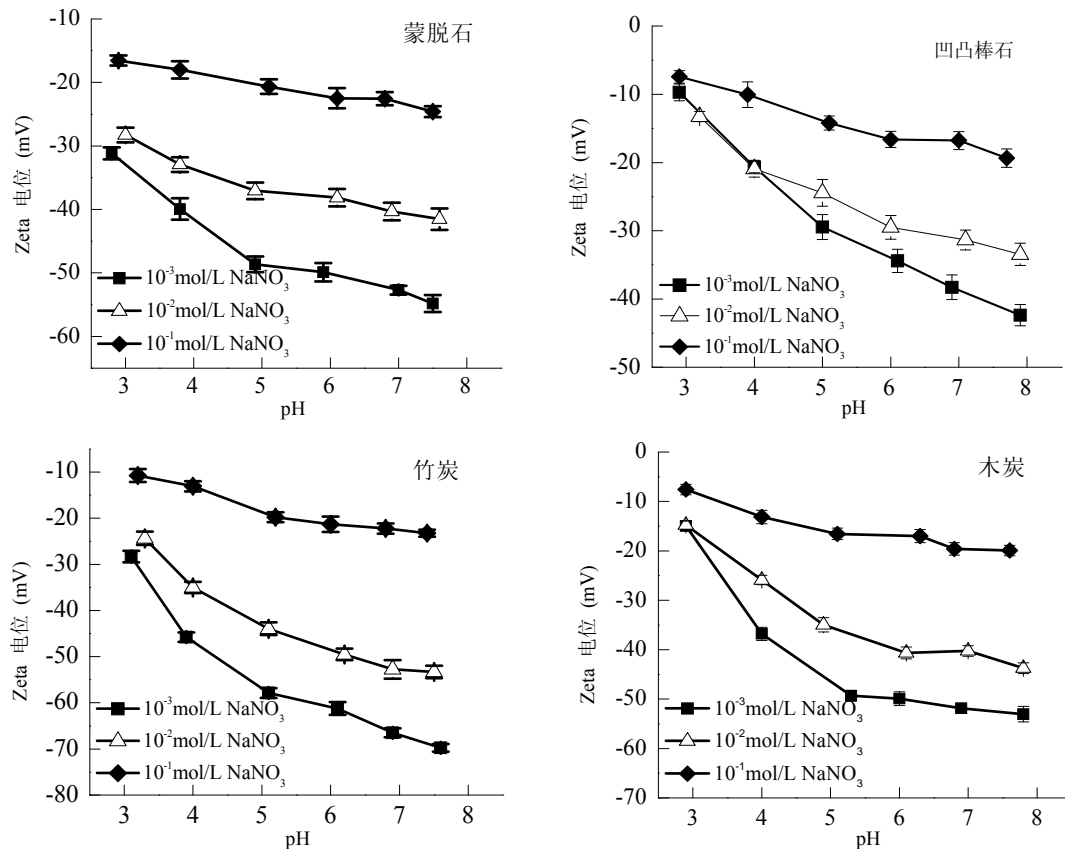 蒙脱石
-10
-20
-30
-40
-50
-60
Zeta 电位 (mV)
10⁻³mol/L NaNO₃
10⁻²mol/L NaNO₃
10⁻¹mol/L NaNO₃
3 4 5 6 7 8
pH
凹凸棒石
0
-10
-20
-30
-40
-50
Zeta 电位 (mV)
10⁻³mol/L NaNO₃
10⁻²mol/L NaNO₃
10⁻¹mol/L NaNO₃
3 4 5 6 7 8
pH
竹炭
-10
-20
-30
-40
-50
-60
-70
-80
Zeta 电位 (mV)
10⁻³mol/L NaNO₃
10⁻²mol/L NaNO₃
10⁻¹mol/L NaNO₃
3 4 5 6 7 8
pH
木炭
0
-10
-20
-30
-40
-50
-60
-70
Zeta 电位 (mV)
10⁻³mol/L NaNO₃
10⁻²mol/L NaNO₃
10⁻¹mol/L NaNO₃
3 4 5 6 7 8
pH